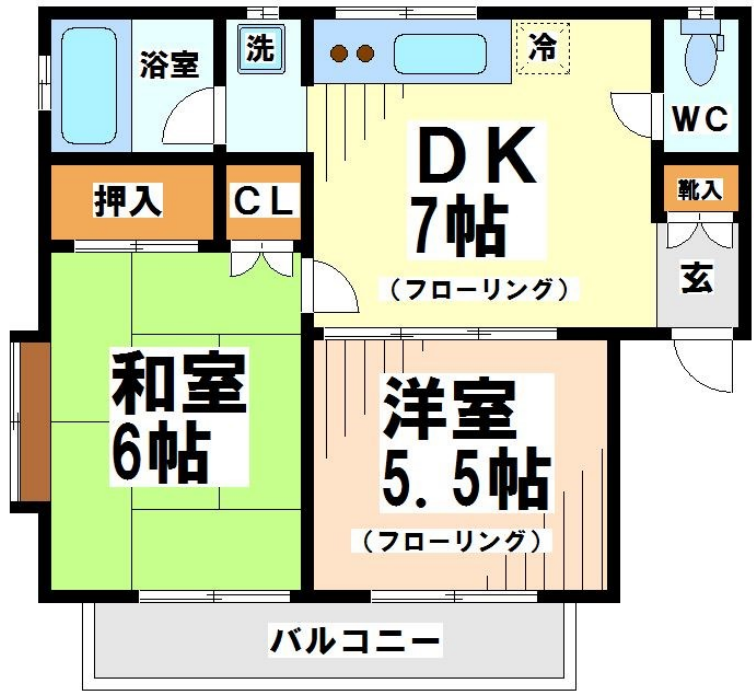 浴室
洗
冷
WC
DK
7帖
(フローリング)
押入
CL
靴入
玄
和室
6帖
洋室
5.5帖
(フローリング)
バルコニー